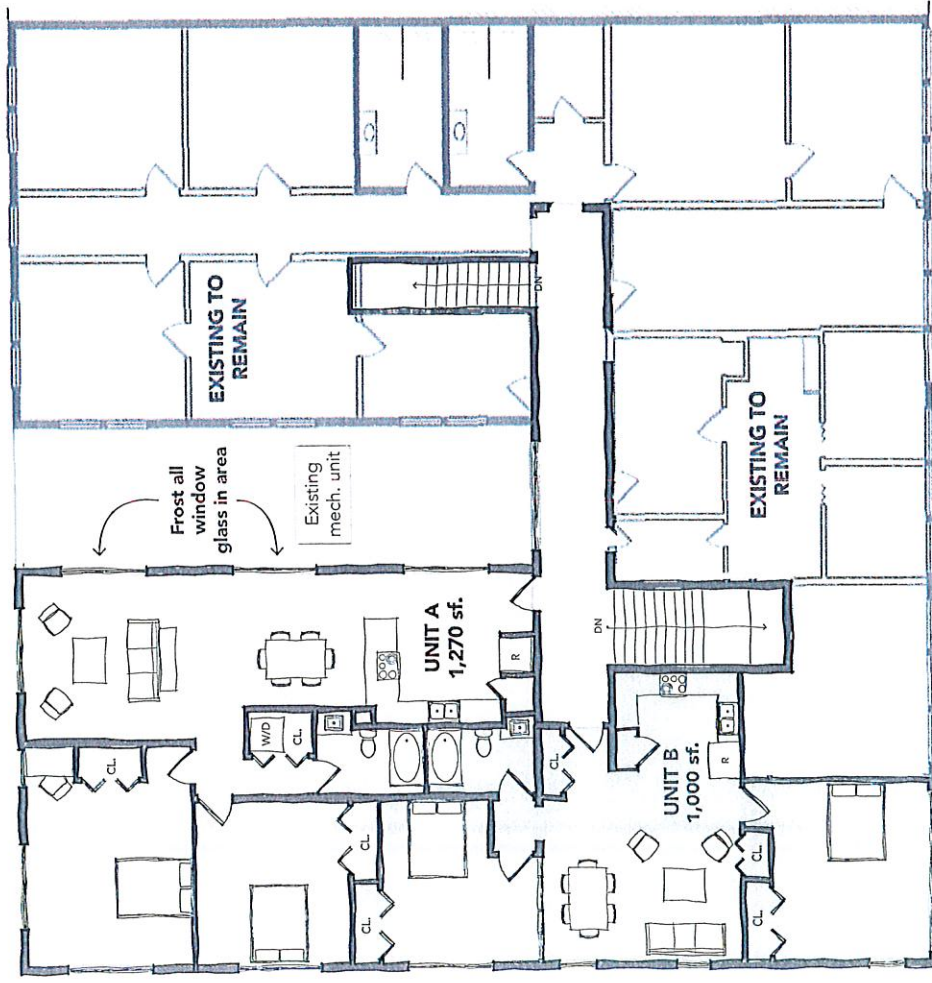 EXISTING TO
REMAIN
DN
Frost all
window
glass in area
Existing
mech. unit
EXISTING TO
REMAIN
UNIT A
1,270 sf.
R
DN
W/D
CL
CL
CL
CL
CL
UNIT B
1,000 sf.
R
CL
CL